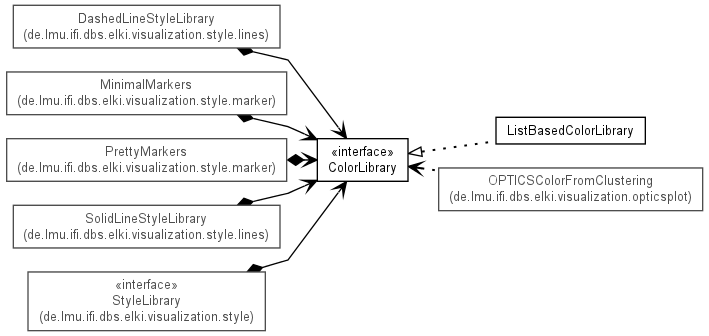 DashedLineStyleLibrary
(de.lmu.ifi.dbs.elki.visualization.style.lines)
MinimalMarkers
(de.lmu.ifi.dbs.elki.visualization.style.marker)
PrettyMarkers
(de.lmu.ifi.dbs.elki.visualization.style.marker)
SolidLineStyleLibrary
(de.lmu.ifi.dbs.elki.visualization.style.lines)
«interface»
StyleLibrary
(de.lmu.ifi.dbs.elki.visualization.style)
«interface»
ColorLibrary
ListBasedColorLibrary
OPTICSColorFromClustering
(de.lmu.ifi.dbs.elki.visualization.opticsplot)